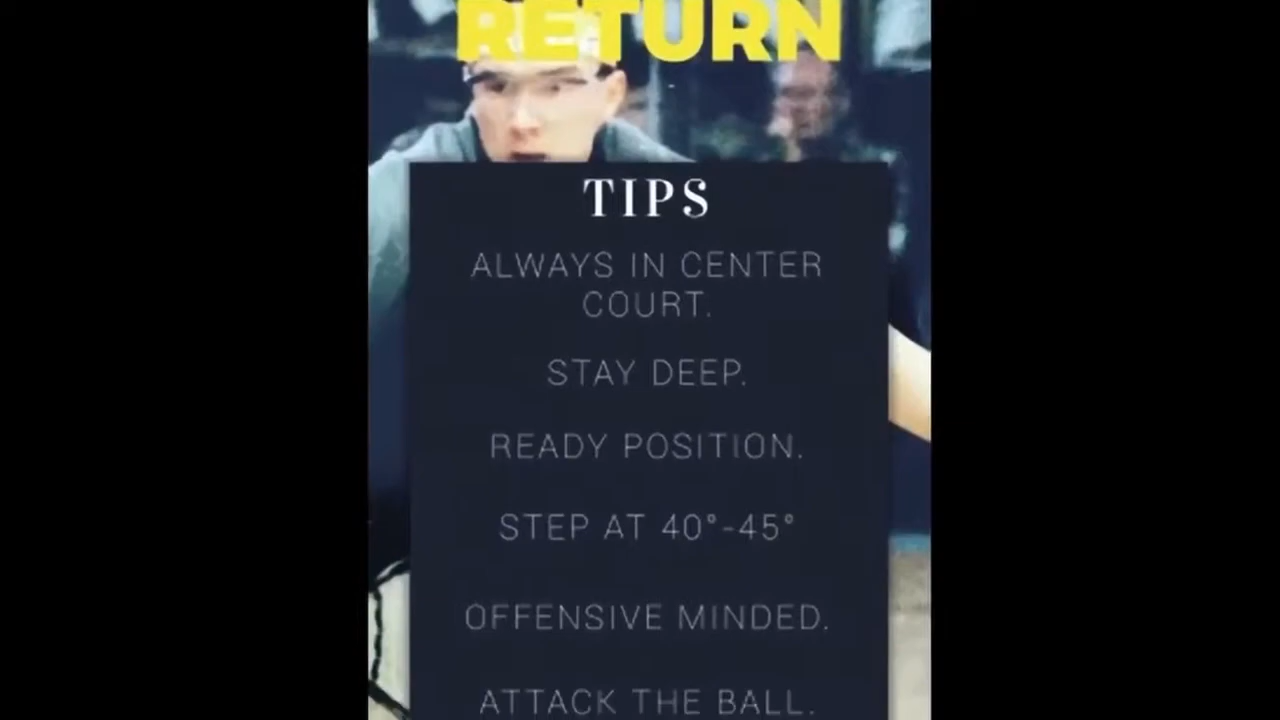 RETURN
TIPS
ALWAYS IN CENTER
COURT.
STAY DEEP.
READY POSITION.
STEP AT 40°-45°
OFFENSIVE MINDED.
ATTACK THE BALL.